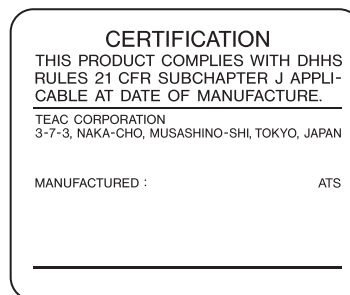 CERTIFICATION
THIS PRODUCT COMPLIES WITH DHHS
RULES 21 CFR SUBCHAPTER J APPLI-
CABLE AT DATE OF MANUFACTURE.
TEAC CORPORATION
3-7-3, NAKA-CHO, MUSASHINO-SHI, TOKYO, JAPAN
MANUFACTURED : ATS